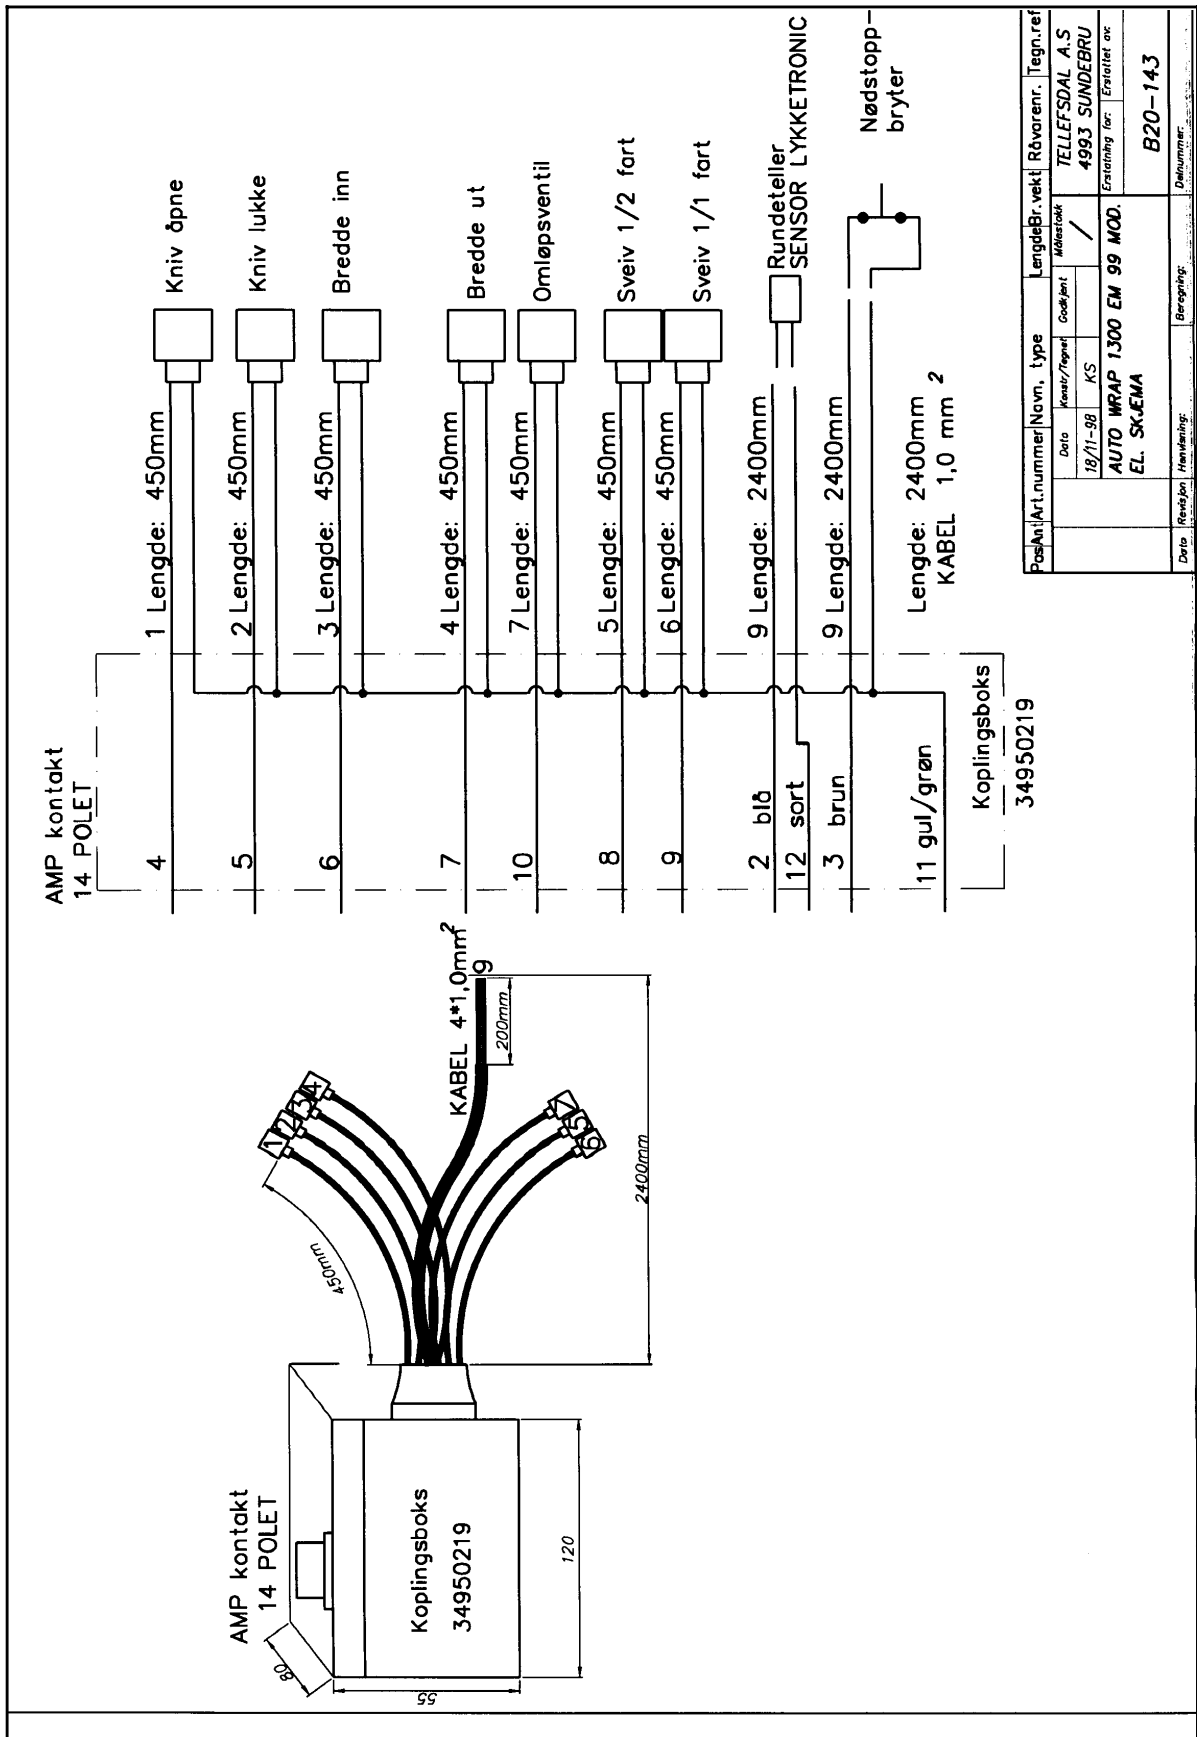 AMP kontakt
14 POLET
80
55
120
Koplingsboks
34950219
450mm
1
2
3
4
KABEL 4*1,0mm²
9
200mm
7
5
6
2400mm
AMP kontakt
14 POLET
4
1 Lengde: 450mm
Kniv åpne
5
2 Lengde: 450mm
Kniv lukke
6
3 Lengde: 450mm
Bredde inn
7
4 Lengde: 450mm
Bredde ut
10
7 Lengde: 450mm
Omløpsventil
8
5 Lengde: 450mm
Sveiv 1/2 fart
9
6 Lengde: 450mm
Sveiv 1/1 fart
2 blå
9 Lengde: 2400mm
Rundeteller
SENSOR LYKKETRONIC
12 sort
3 brun
9 Lengde: 2400mm
Nødstopp-
bryter
11 gul/grøn
Lengde: 2400mm
KABEL 1,0 mm ²
Koplingsboks
34950219
Pos Ant Art.nummer Navn, type Lengde Br.vekt Råvarenr. Tegn.ref
Dato Konstr/Tegnet Godkjent Målestokk
18/11-98 KS /
TELLEFSDAL A.S
4993 SUNDEBRU
AUTO WRAP 1300 EM 99 MOD.
EL. SKJEMA
Erstatning for: Erstattet av:
B20-143
Dato Revisjon Henvisning: Beregning: Delnummer: